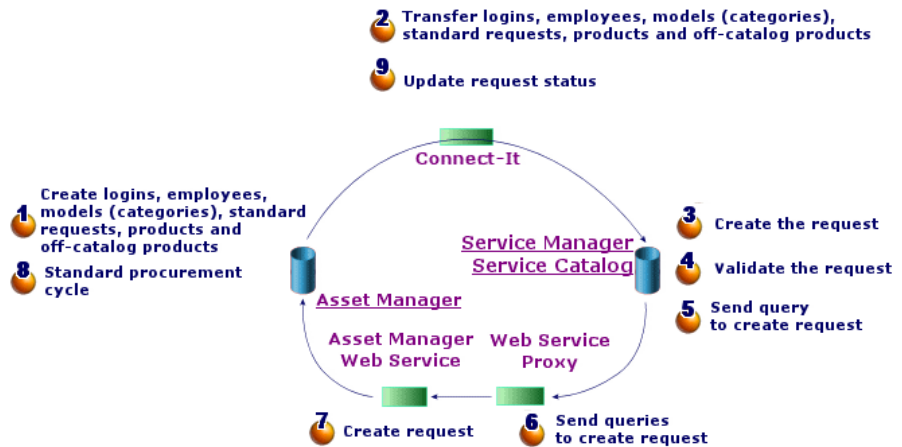 2 Transfer logins, employees, models (categories),
standard requests, products and off-catalog products
9 Update request status
Connect-It
1 Create logins, employees,
models (categories), standard
requests, products and
off-catalog products
8 Standard procurement
cycle
Asset Manager
Service Manager
Service Catalog
3 Create the request
4 Validate the request
5 Send query
to create request
Asset Manager
Web Service
Web Service
Proxy
7 Create request
6 Send queries
to create request